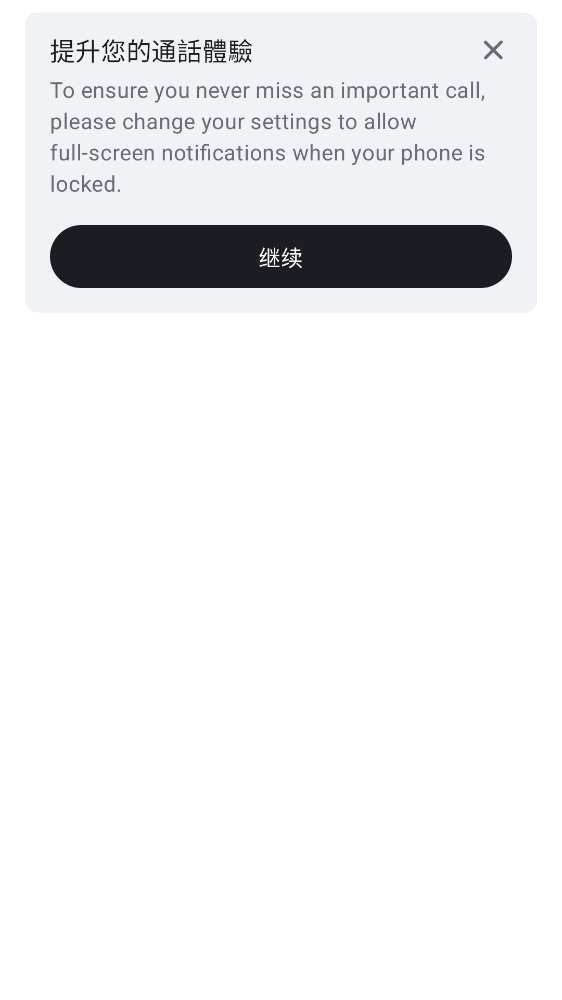 提升您的通話體驗
To ensure you never miss an important call,
please change your settings to allow
full-screen notifications when your phone is
locked.
继续